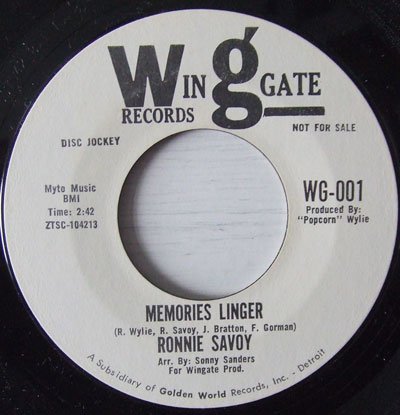 Win gGATE
RECORDS
DISC JOCKEY
NOT FOR SALE
Myto Music
BMI
Time: 2:42
ZTSC-104213
WG-001
Produced By:
"Popcorn" Wylie
MEMORIES LINGER
(R. Wylie, R. Savoy, J. Bratton, F. Gorman)
RONNIE SAVOY
Arr. By: Sonny Sanders
For Wingate Prod.
A Subsidiary of Golden World Records, Inc. - Detroit